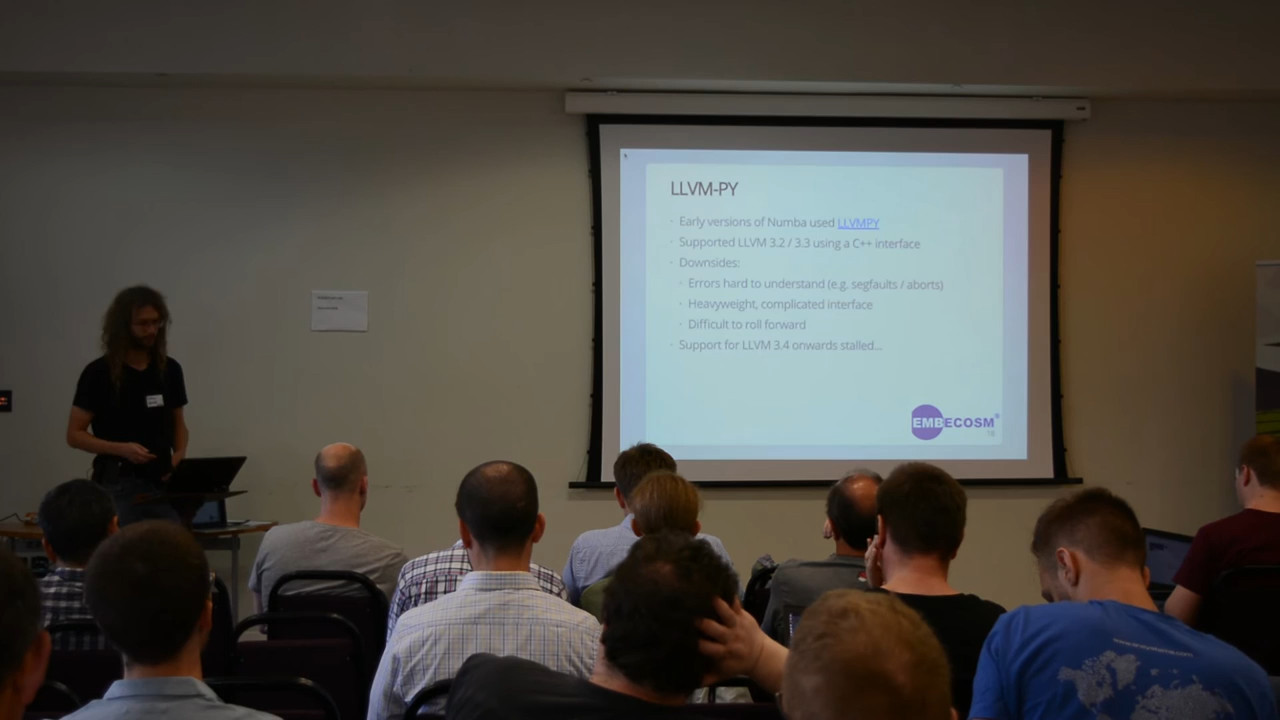 LLVM-PY
· Early versions of Numba used LLVMPY
· Supported LLVM 3.2 / 3.3 using a C++ interface
· Downsides:
· Errors hard to understand (e.g. segfaults / aborts)
· Heavyweight, complicated interface
· Difficult to roll forward
· Support for LLVM 3.4 onwards stalled...
EMBECOSM®